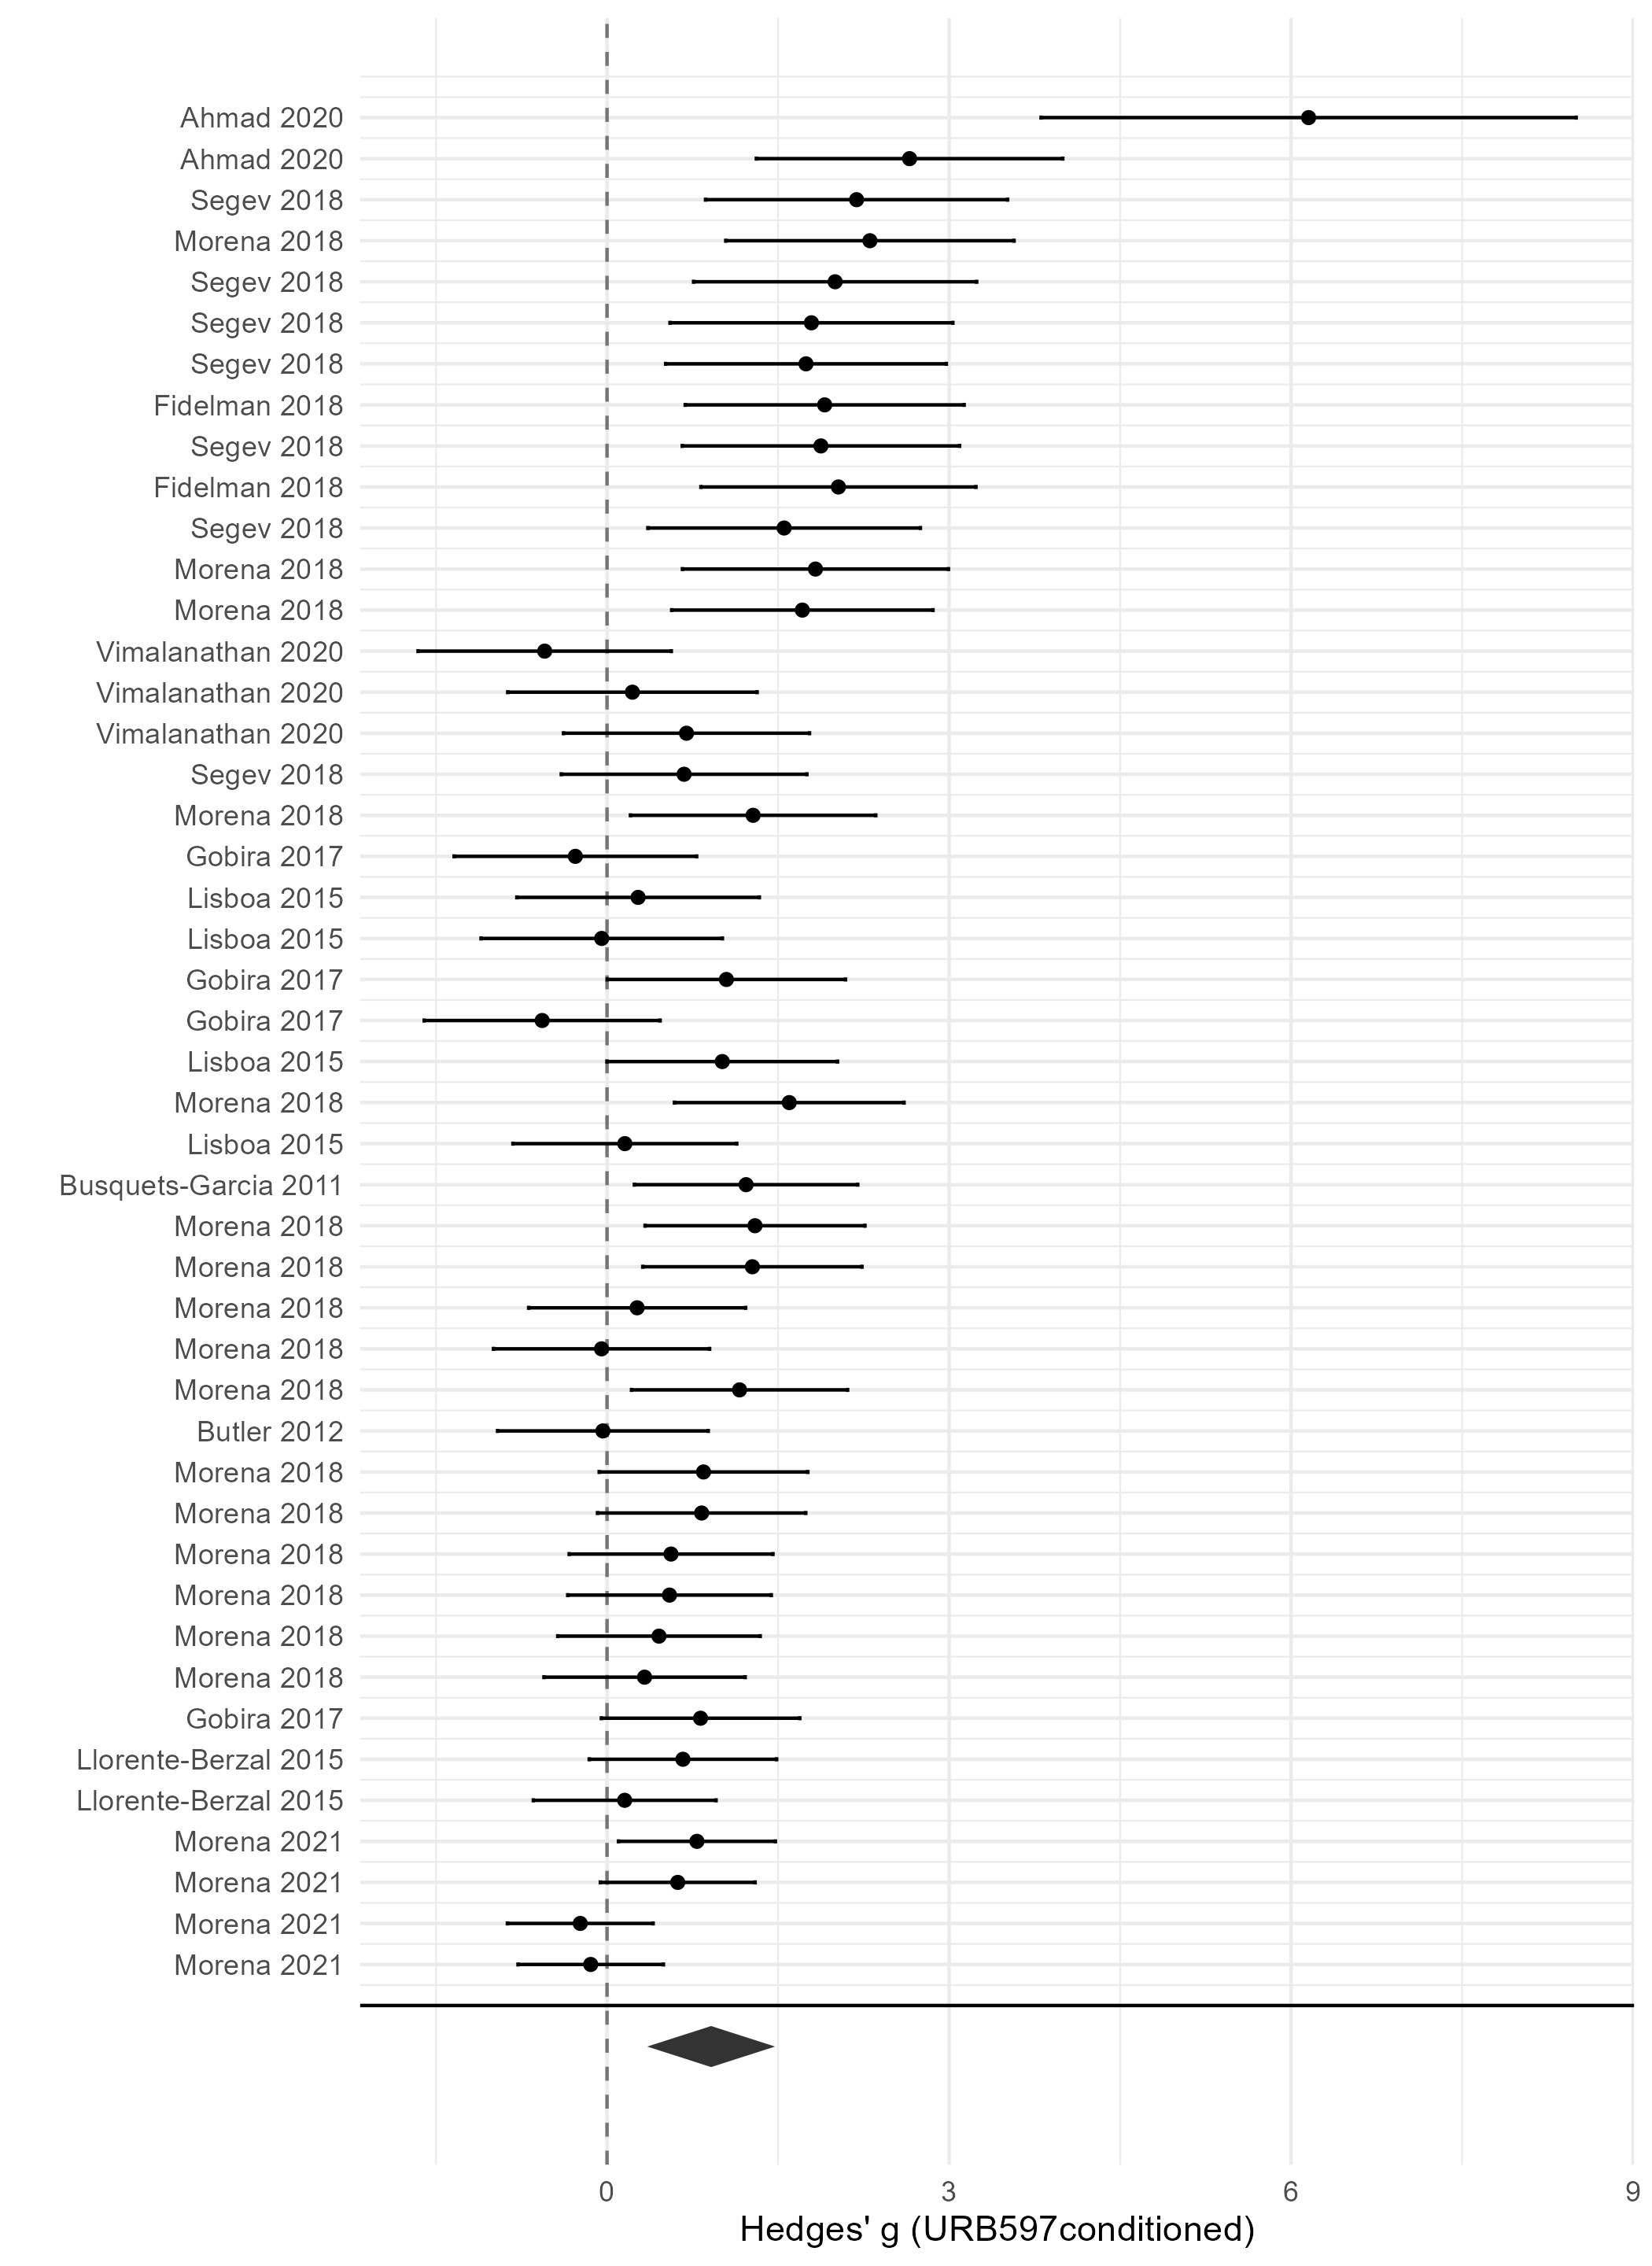 Ahmad 2020
Ahmad 2020
Segev 2018
Morena 2018
Segev 2018
Segev 2018
Segev 2018
Fidelman 2018
Segev 2018
Fidelman 2018
Segev 2018
Morena 2018
Morena 2018
Vimalanathan 2020
Vimalanathan 2020
Vimalanathan 2020
Segev 2018
Morena 2018
Gobira 2017
Lisboa 2015
Lisboa 2015
Gobira 2017
Gobira 2017
Lisboa 2015
Morena 2018
Lisboa 2015
Busquets-Garcia 2011
Morena 2018
Morena 2018
Morena 2018
Morena 2018
Morena 2018
Butler 2012
Morena 2018
Morena 2018
Morena 2018
Morena 2018
Morena 2018
Morena 2018
Gobira 2017
Llorente-Berzal 2015
Llorente-Berzal 2015
Morena 2021
Morena 2021
Morena 2021
Morena 2021
0 3 6 9
Hedges' g (URB597conditioned)